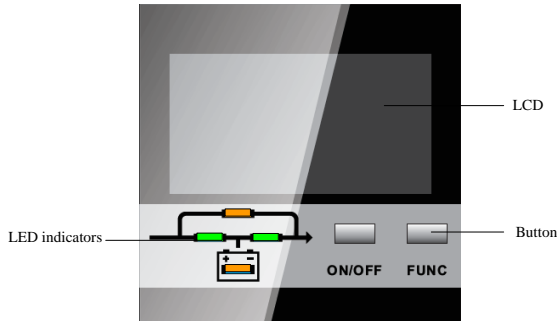 LCD
LED indicators
Button
+ −
ON/OFF FUNC